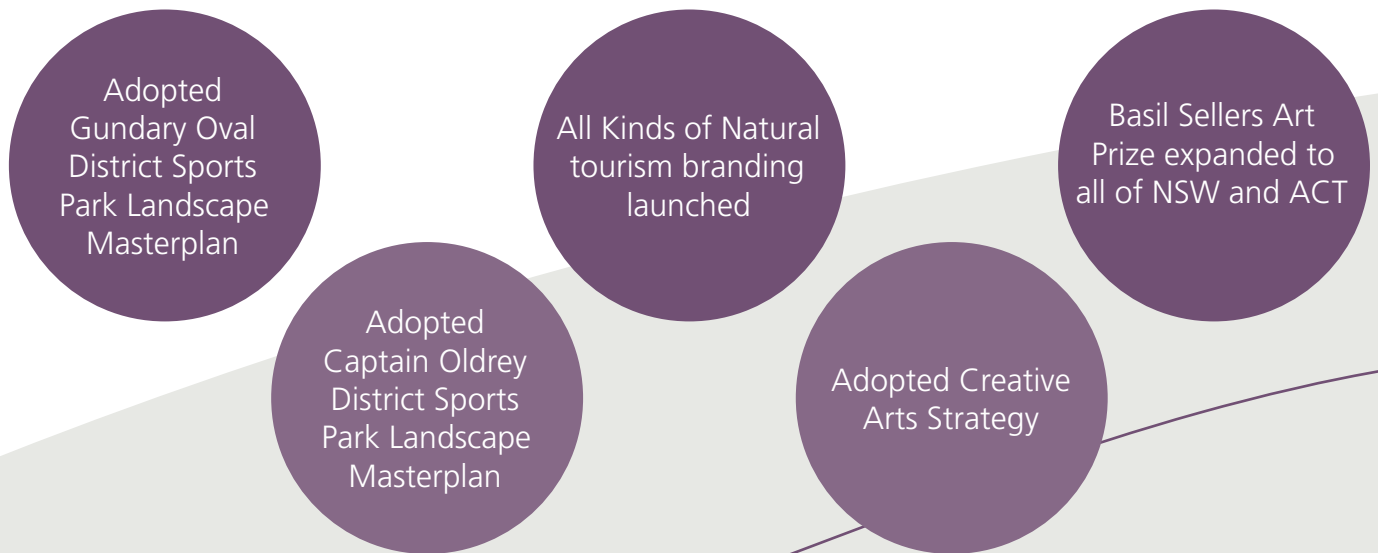 Adopted
Gundary Oval
District Sports
Park Landscape
Masterplan
Adopted
Captain Oldrey
District Sports
Park Landscape
Masterplan
All Kinds of Natural
tourism branding
launched
Adopted Creative
Arts Strategy
Basil Sellers Art
Prize expanded to
all of NSW and ACT